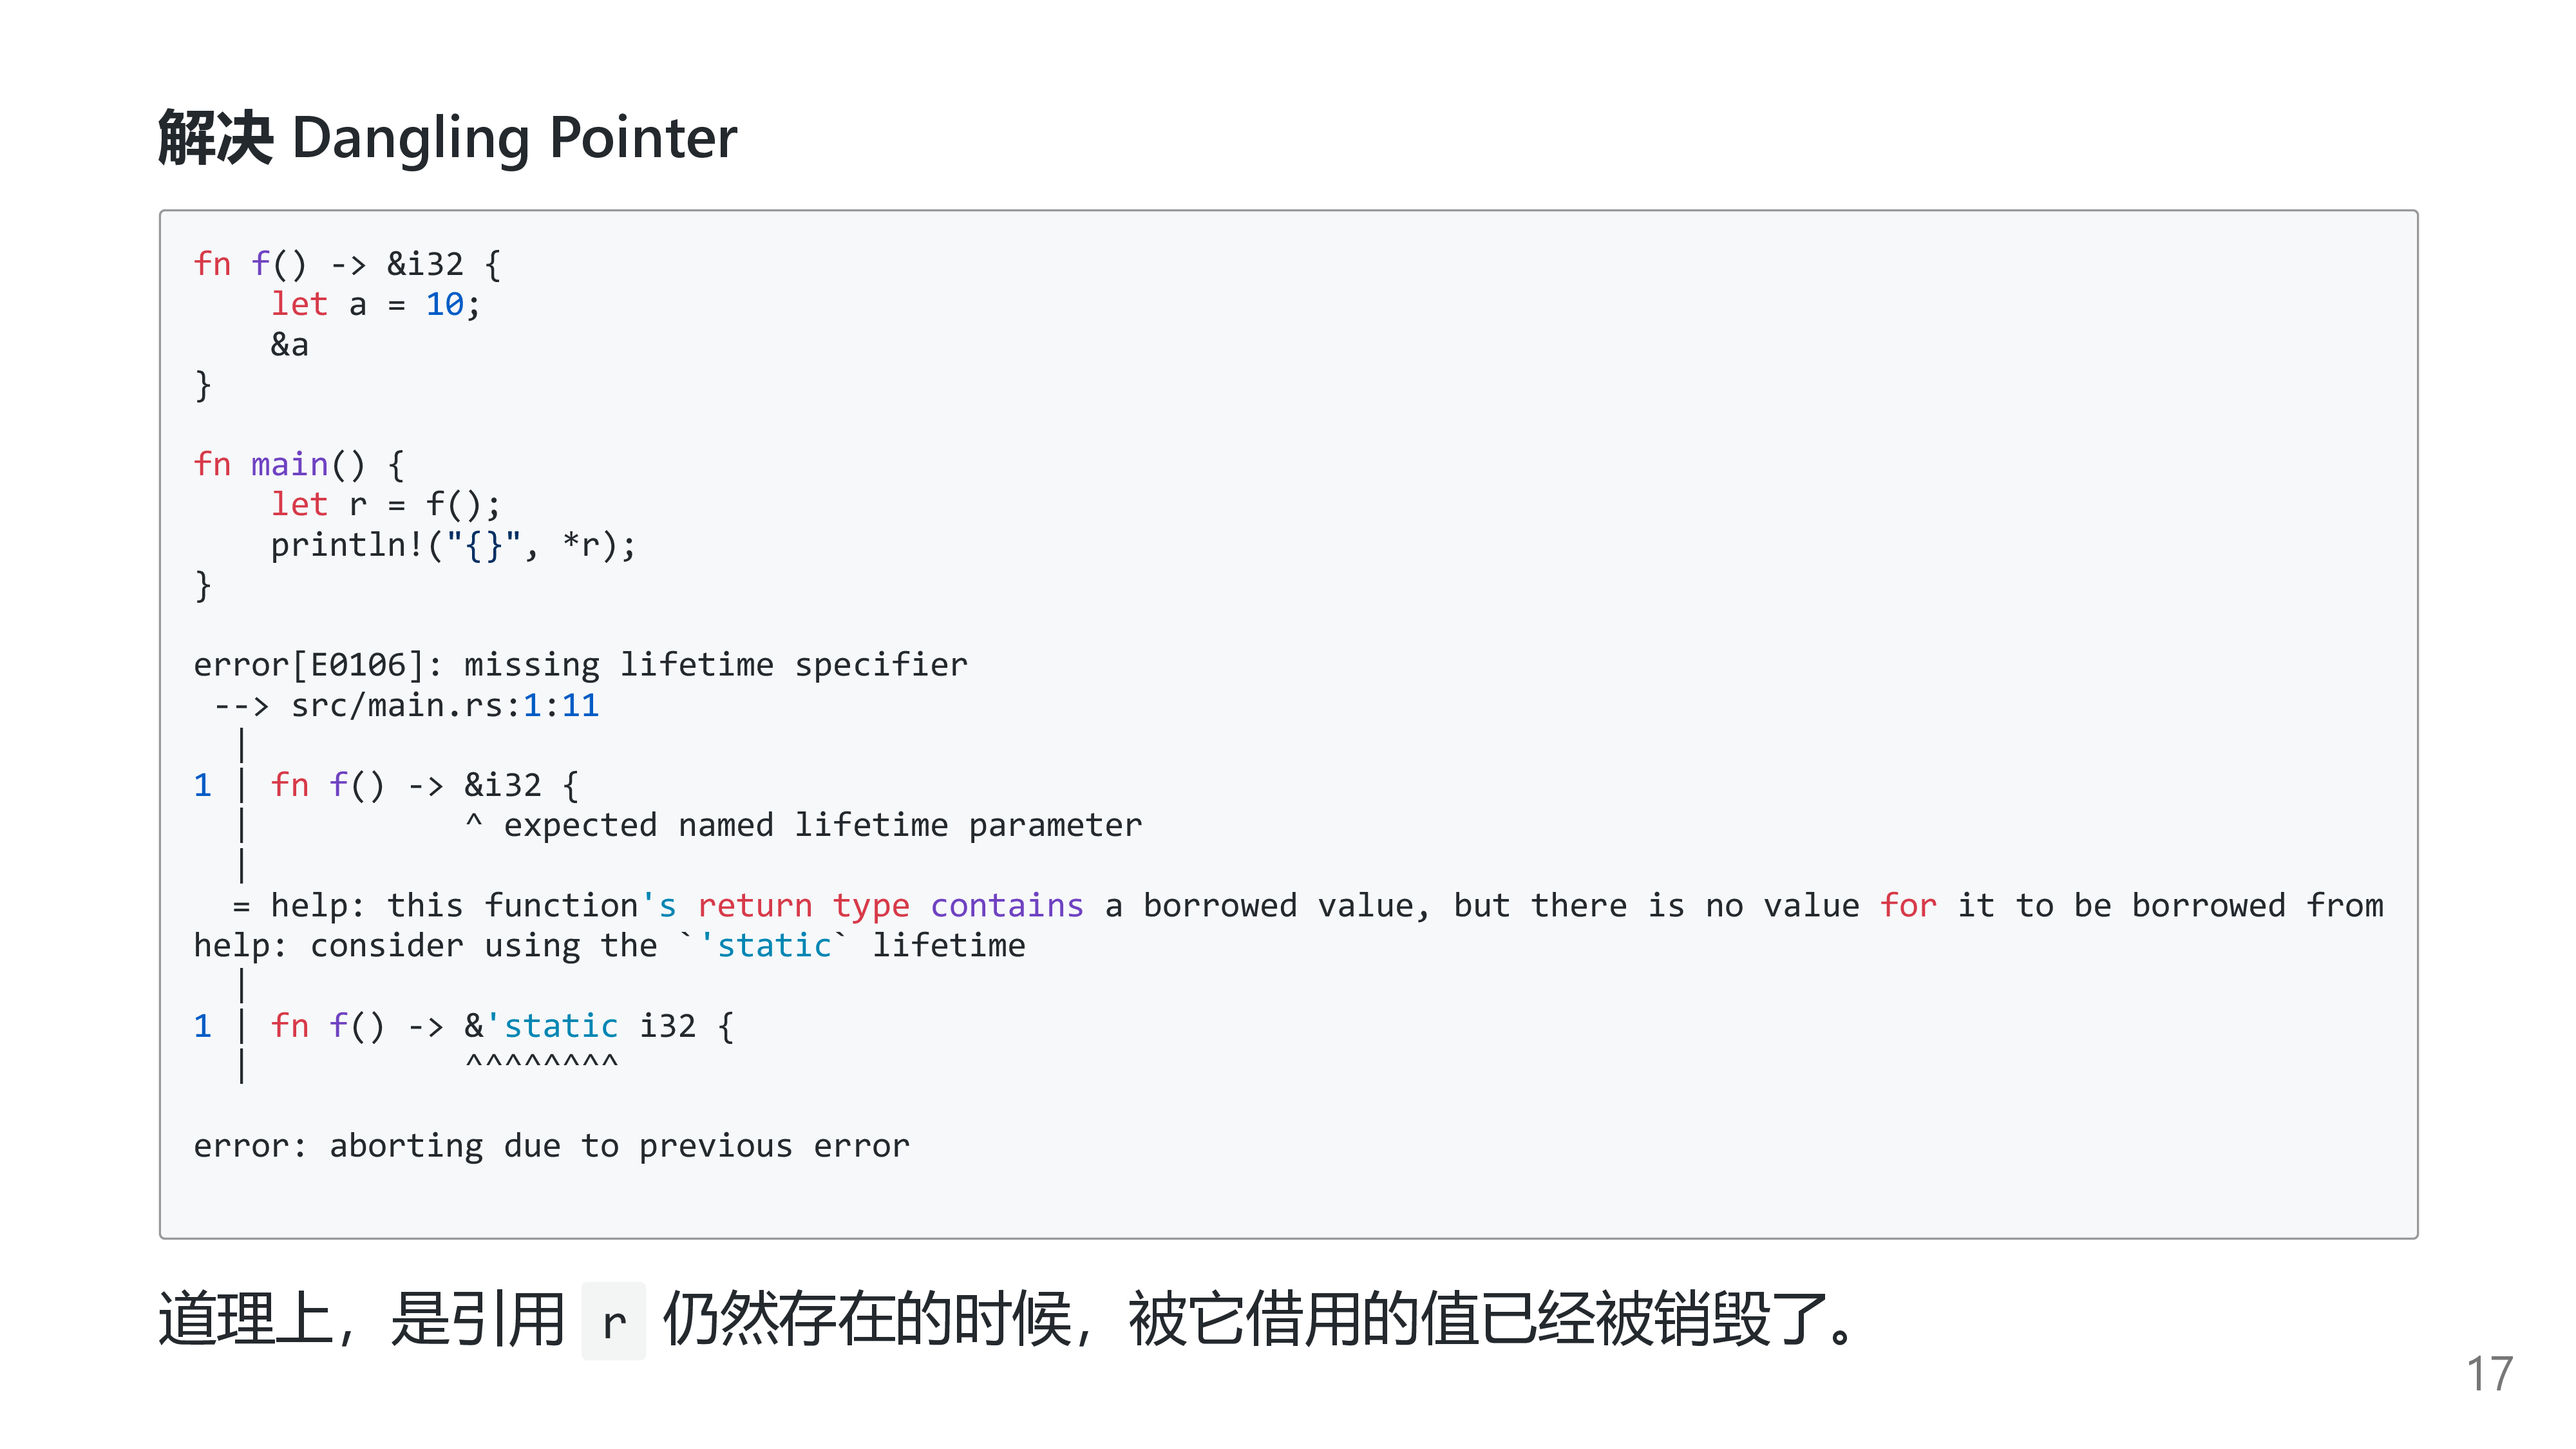 解决 Dangling Pointer
fn f() -> &i32 {
    let a = 10;
    &a
}
fn main() {
    let r = f();
    println!("{}", *r);
}
error[E0106]: missing lifetime specifier
 --> src/main.rs:1:11
  |
1 | fn f() -> &i32 {
  |           ^ expected named lifetime parameter
  |
  = help: this function's return type contains a borrowed value, but there is no value for it to be borrowed from
help: consider using the `'static` lifetime
  |
1 | fn f() -> &'static i32 {
  |           ^^^^^^^^
error: aborting due to previous error
道理上，是引用 r 仍然存在的时候，被它借用的值已经被销毁了。
17